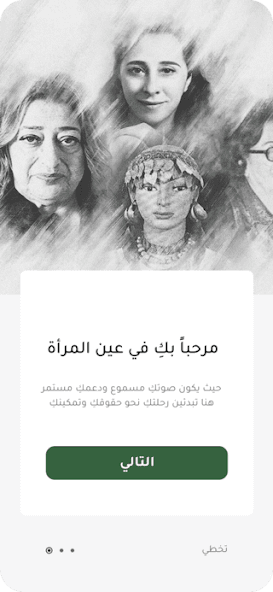 مرحباً بكِ في عين المرأة
حيث يكون صوتكِ مسموع ودعمكِ مستمر
هنا تبدئين رحلتكِ نحو حقوقكِ وتمكينكِ
التالي
تخطي